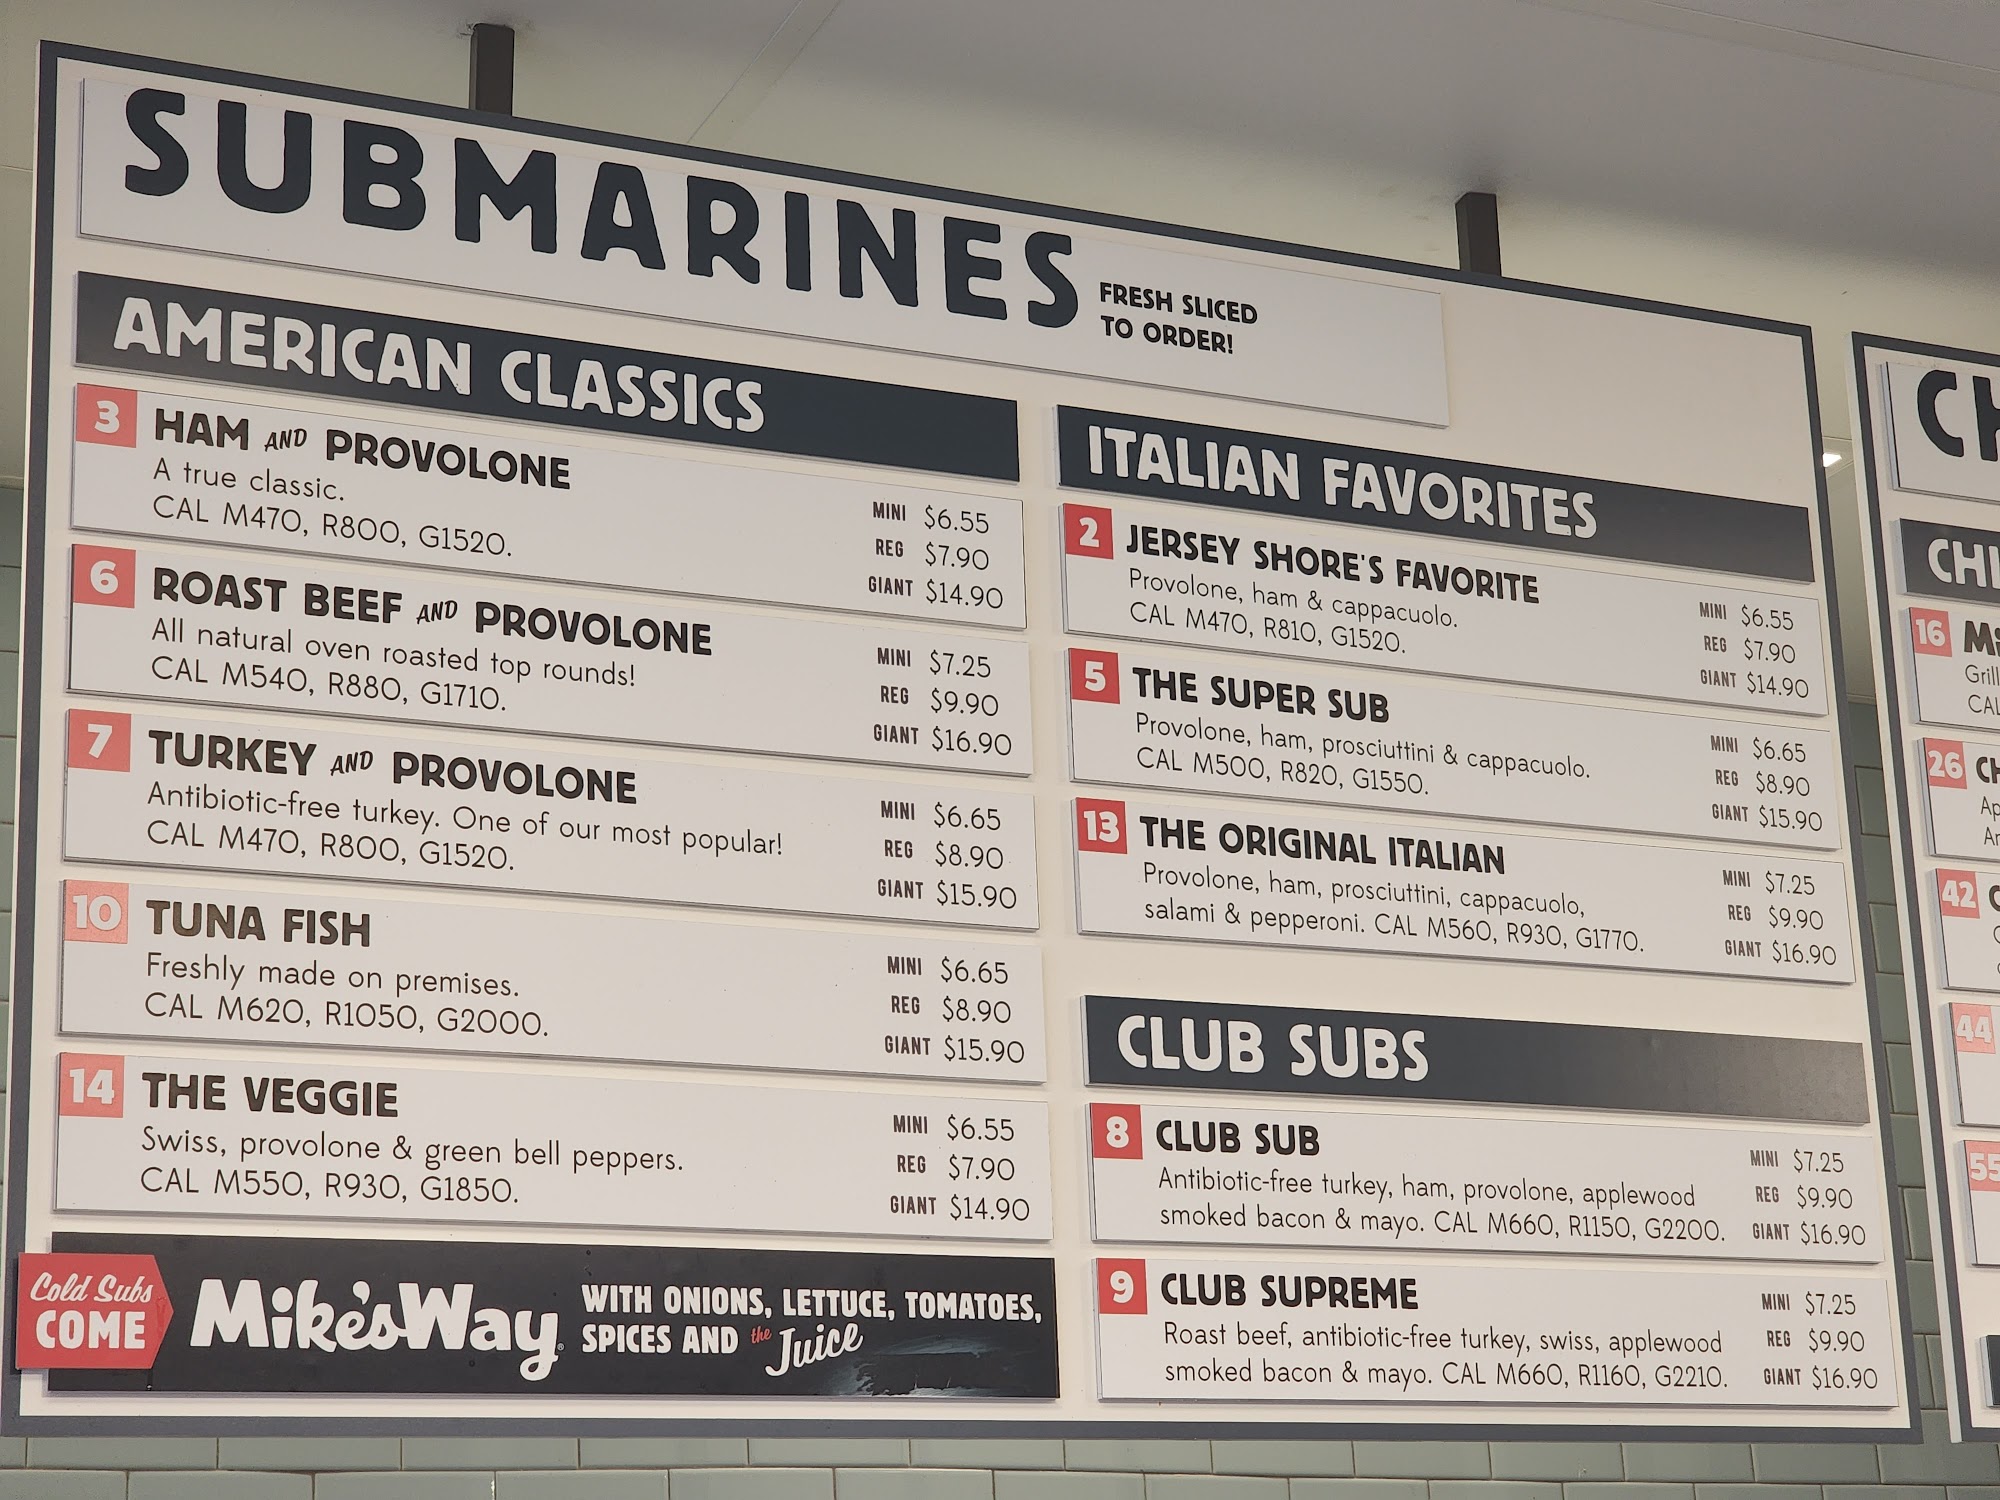 SUBMARINES
FRESH SLICED
TO ORDER!
AMERICAN CLASSICS
3 HAM AND PROVOLONE
A true classic.
CAL M470, R800, G1520.
MINI $6.55
REG $7.90
GIANT $14.90
6 ROAST BEEF AND PROVOLONE
All natural oven roasted top rounds!
CAL M540, R880, G1710.
MINI $7.25
REG $9.90
GIANT $16.90
7 TURKEY AND PROVOLONE
Antibiotic-free turkey. One of our most popular!
CAL M470, R800, G1520.
MINI $6.65
REG $8.90
GIANT $15.90
10 TUNA FISH
Freshly made on premises.
CAL M620, R1050, G2000.
MINI $6.65
REG $8.90
GIANT $15.90
14 THE VEGGIE
Swiss, provolone & green bell peppers.
CAL M550, R930, G1850.
MINI $6.55
REG $7.90
GIANT $14.90
Cold Subs
COME
Mike's Way®
WITH ONIONS, LETTUCE, TOMATOES,
SPICES AND the Juice
ITALIAN FAVORITES
2 JERSEY SHORE'S FAVORITE
Provolone, ham & cappacuolo.
CAL M470, R810, G1520.
MINI $6.55
REG $7.90
GIANT $14.90
5 THE SUPER SUB
Provolone, ham, prosciuttini & cappacuolo.
CAL M500, R820, G1550.
MINI $6.65
REG $8.90
GIANT $15.90
13 THE ORIGINAL ITALIAN
Provolone, ham, prosciuttini, cappacuolo,
salami & pepperoni. CAL M560, R930, G1770.
MINI $7.25
REG $9.90
GIANT $16.90
CLUB SUBS
8 CLUB SUB
Antibiotic-free turkey, ham, provolone, applewood
smoked bacon & mayo. CAL M660, R1150, G2200.
MINI $7.25
REG $9.90
GIANT $16.90
9 CLUB SUPREME
Roast beef, antibiotic-free turkey, swiss, applewood
smoked bacon & mayo. CAL M660, R1160, G2210.
MINI $7.25
REG $9.90
GIANT $16.90
16
CAL
26
42
44
55